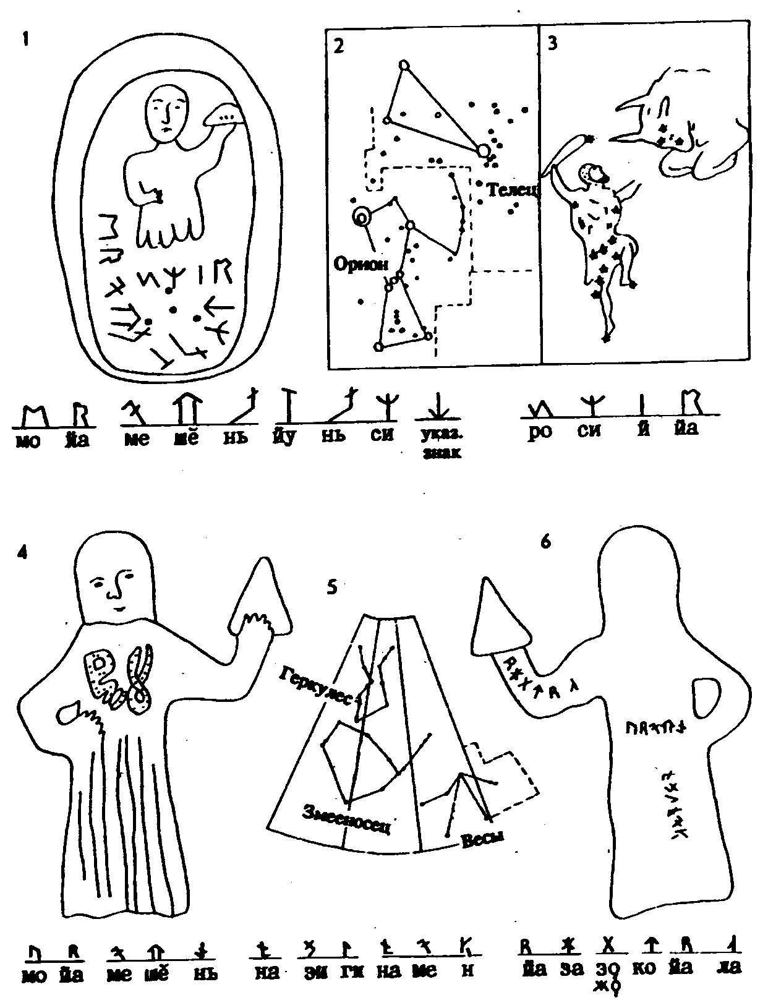 1
2
3
Телец
Орион
мо йа ме шё нь йу нь си указ. знак ро си й йа
4
5
6
Геркулес
Змееносец
Весы
мо йа ме шё нь на зи ги на ме н йа за зо ко йа ла
жо